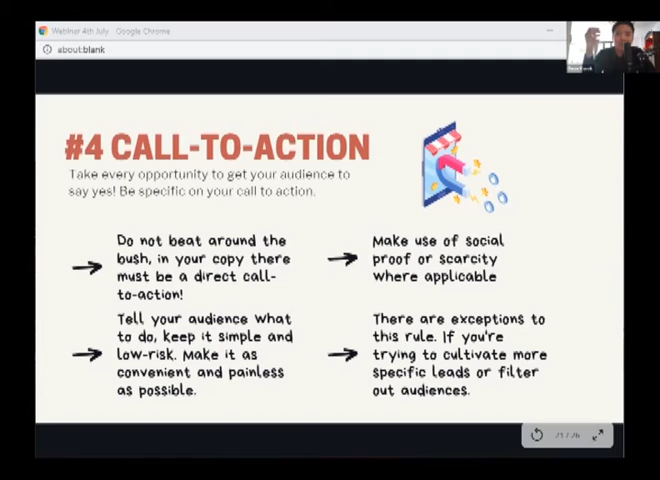 Webinar 4th July - Google Chrome
about:blank
#4 CALL-TO-ACTION
Take every opportunity to get your audience to
say yes! Be specific on your call to action.
Do not beat around the
bush, in your copy there
must be a direct call-
to-action!
Make use of social
proof or scarcity
where applicable
Tell your audience what
to do, keep it simple and
low-risk. Make it as
convenient and painless
as possible.
There are exceptions to
this rule. If you're
trying to cultivate more
specific leads or filter
out audiences.
21 / 26